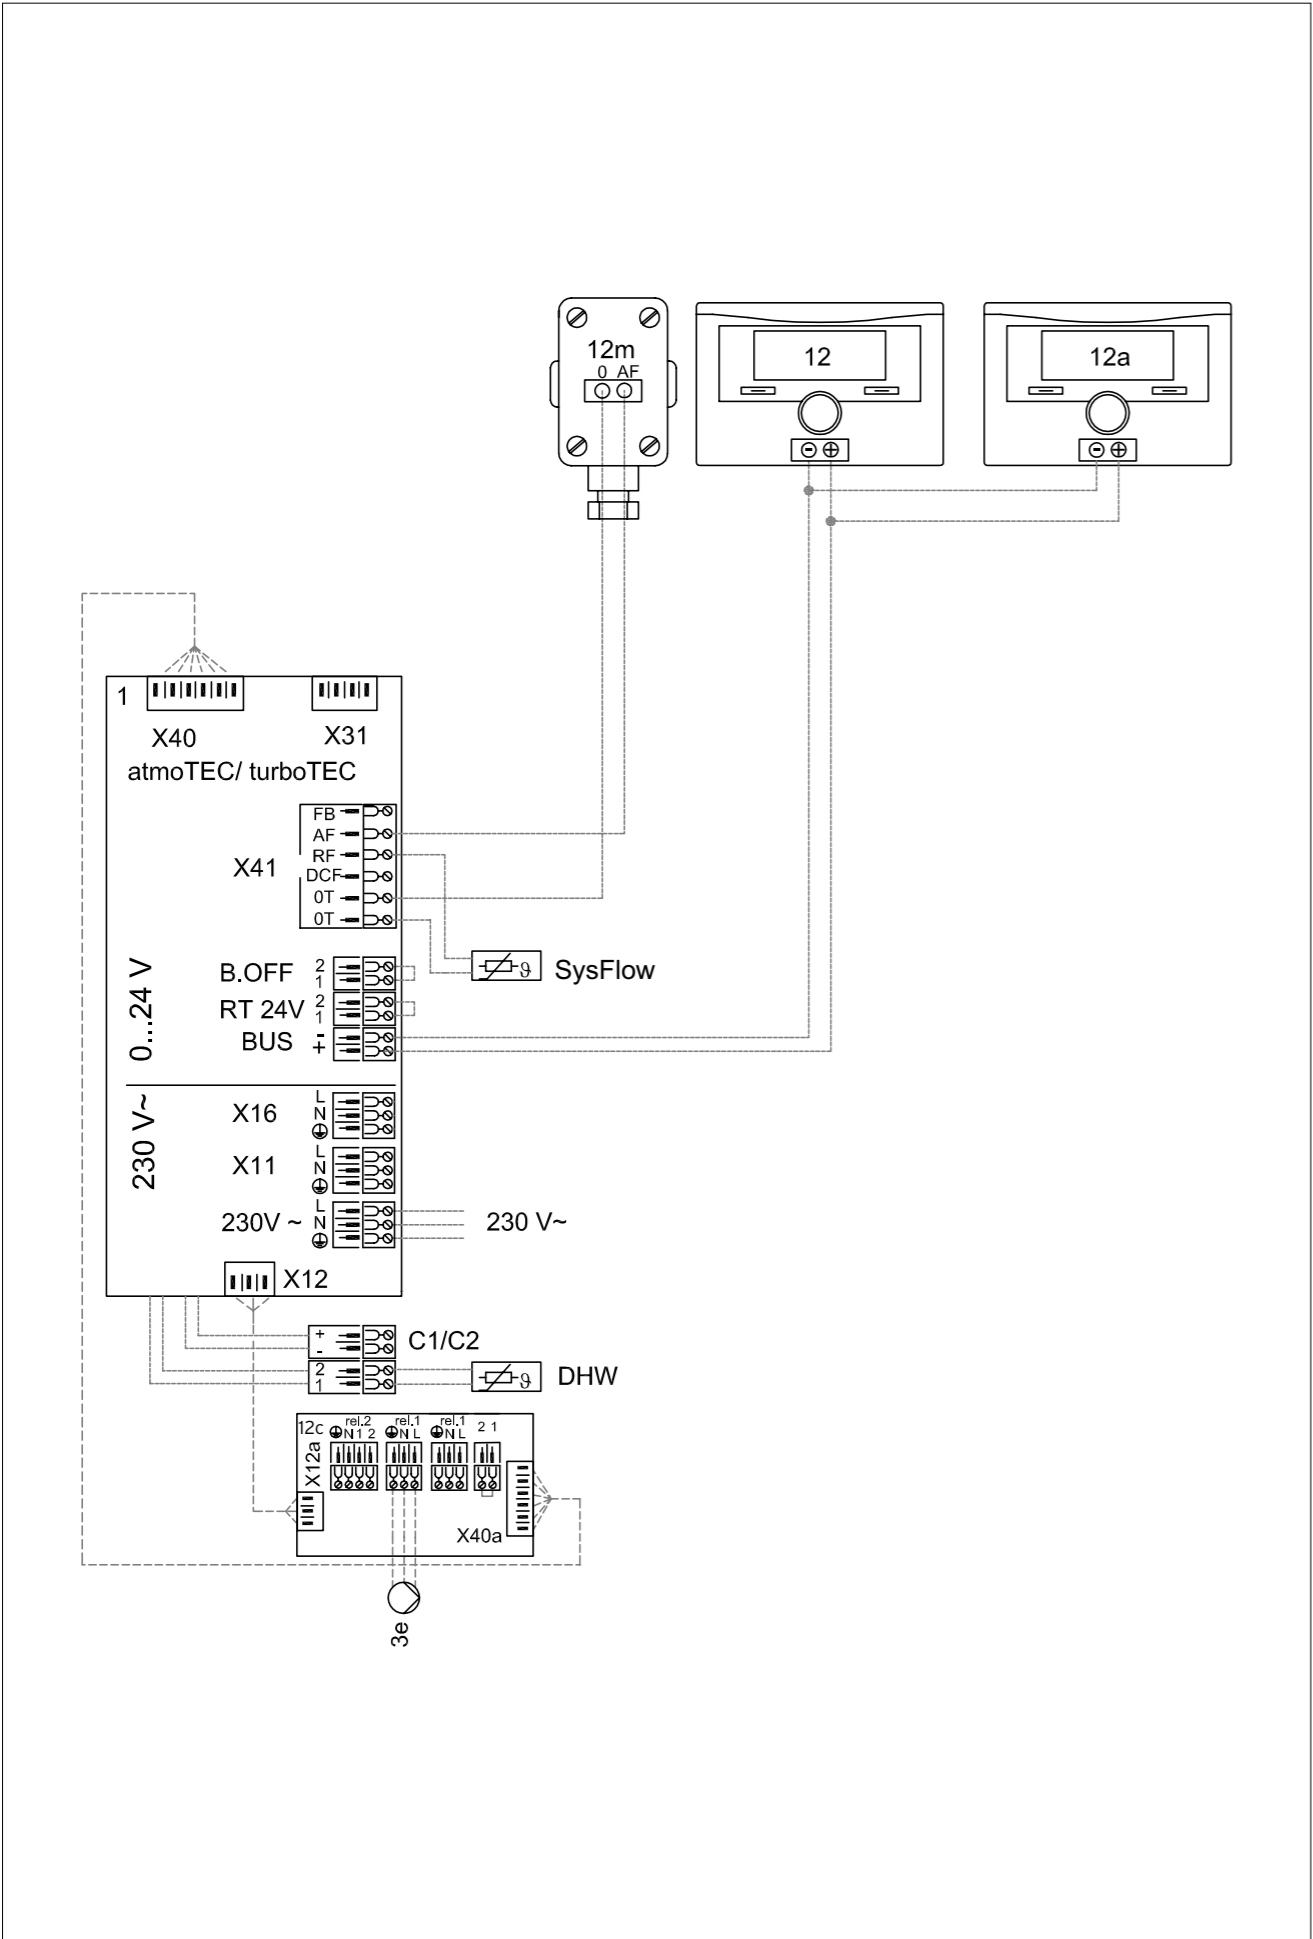 12m
0 AF
12
12a
- +
- +
1
X40
X31
atmoTEC/ turboTEC
X41
FB
AF
RF
DCF
0T
0T
0...24 V
B.OFF 2
1
RT 24V 2
1
BUS -
+
230 V~
X16
L
N
X11
L
N
230V ~
L
N
230 V~
X12
+
-
C1/C2
2
1
DHW
SysFlow
12c
rel.2
N 1 2
rel.1
N L
rel.1
N L
2 1
X12a
X40a
3e